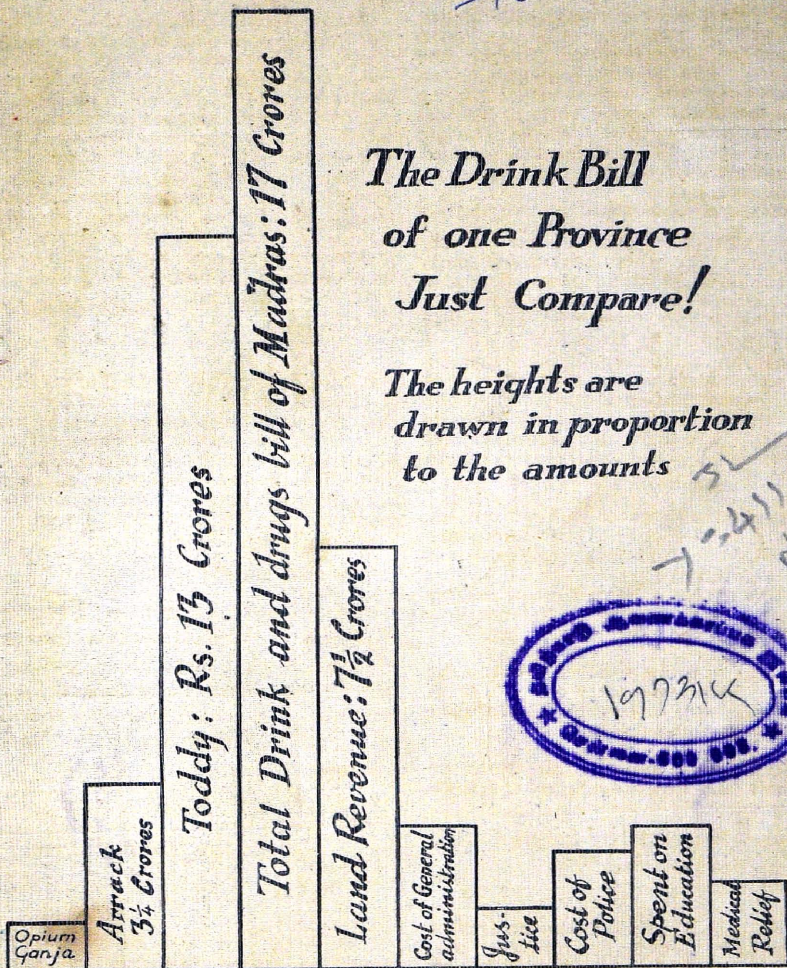 The Drink Bill
of one Province
Just Compare!
The heights are
drawn in proportion
to the amounts
Opium
Ganja
Arrack
3¼ Crores
Toddy: Rs. 13 Crores
Total Drink and drugs bill of Madras: 17 Crores
Land Revenue: 7½ Crores
Cost of General
administration
Jus-
tice
Cost of
Police
Spent on
Education
Medical
Relief